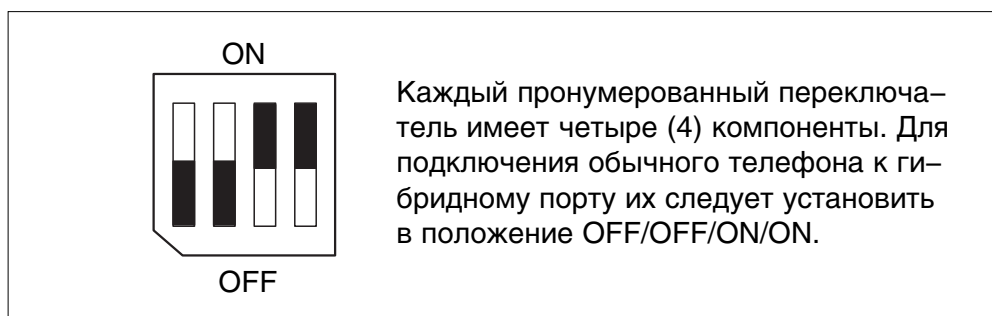 ON
Каждый пронумерованный переключа–
тель имеет четыре (4) компоненты. Для
подключения обычного телефона к ги–
бридному порту их следует установить
в положение OFF/OFF/ON/ON.
OFF